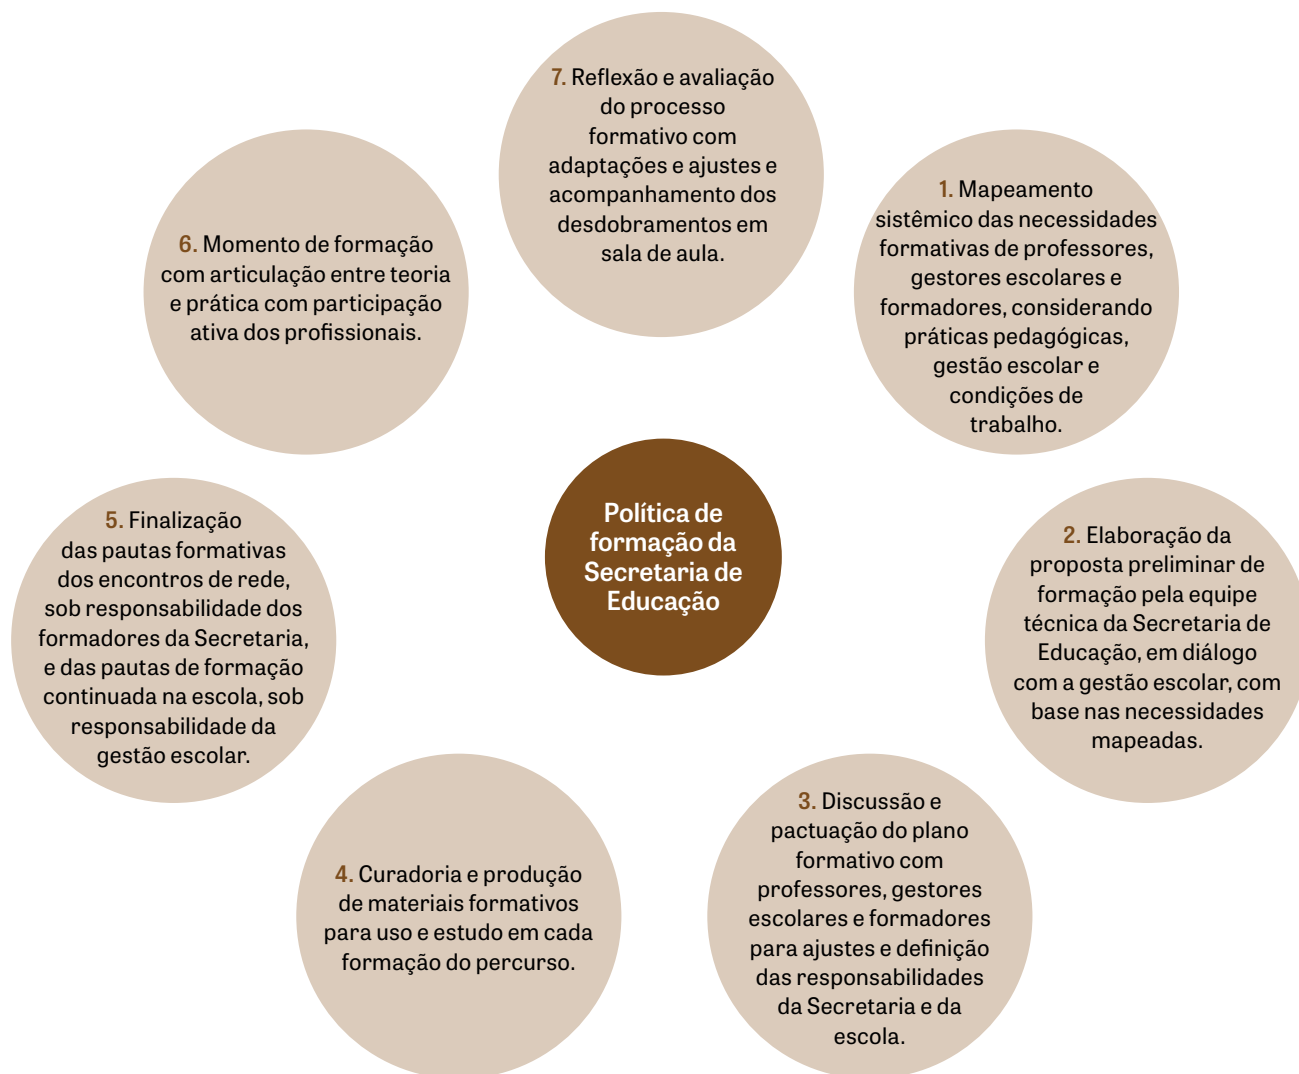 7. Reflexão e avaliação
do processo
formativo com
adaptações e ajustes e
acompanhamento dos
desdobramentos em
sala de aula.
1. Mapeamento
sistêmico das necessidades
formativas de professores,
gestores escolares e
formadores, considerando
práticas pedagógicas,
gestão escolar e
condições de
trabalho.
6. Momento de formação
com articulação entre teoria
e prática com participação
ativa dos profissionais.
Política de
formação da
Secretaria de
Educação
5. Finalização
das pautas formativas
dos encontros de rede,
sob responsabilidade dos
formadores da Secretaria,
e das pautas de formação
continuada na escola, sob
responsabilidade da
gestão escolar.
2. Elaboração da
proposta preliminar de
formação pela equipe
técnica da Secretaria de
Educação, em diálogo
com a gestão escolar, com
base nas necessidades
mapeadas.
4. Curadoria e produção
de materiais formativos
para uso e estudo em cada
formação do percurso.
3. Discussão e
pactuação do plano
formativo com
professores, gestores
escolares e formadores
para ajustes e definição
das responsabilidades
da Secretaria e da
escola.